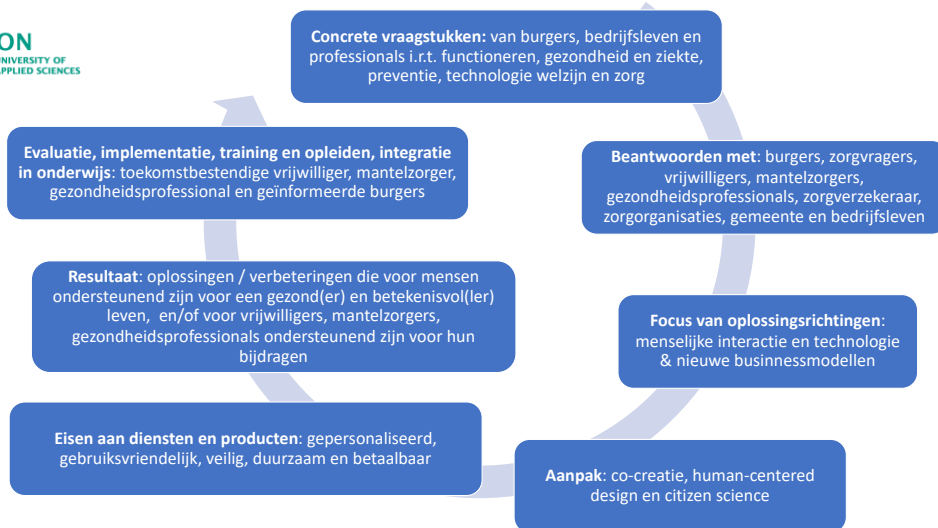 ON
UNIVERSITY OF
APPLIED SCIENCES
Concrete vraagstukken: van burgers, bedrijfsleven en
professionals i.r.t. functioneren, gezondheid en ziekte,
preventie, technologie welzijn en zorg
Beantwoorden met: burgers, zorgvragers,
vrijwilligers, mantelzorgers,
gezondheidsprofessionals, zorgverzekeraar,
zorgorganisaties, gemeente en bedrijfsleven
Focus van oplossingsrichtingen:
menselijke interactie en technologie
& nieuwe businnessmodellen
Aanpak: co-creatie, human-centered
design en citizen science
Eisen aan diensten en producten: gepersonaliseerd,
gebruiksvriendelijk, veilig, duurzaam en betaalbaar
Resultaat: oplossingen / verbeteringen die voor mensen
ondersteunend zijn voor een gezond(er) en betekenisvol(ler)
leven, en/of voor vrijwilligers, mantelzorgers,
gezondheidsprofessionals ondersteunend zijn voor hun
bijdragen
Evaluatie, implementatie, training en opleiden, integratie
in onderwijs: toekomstbestendige vrijwilliger, mantelzorger,
gezondheidsprofessional en geïnformeerde burgers